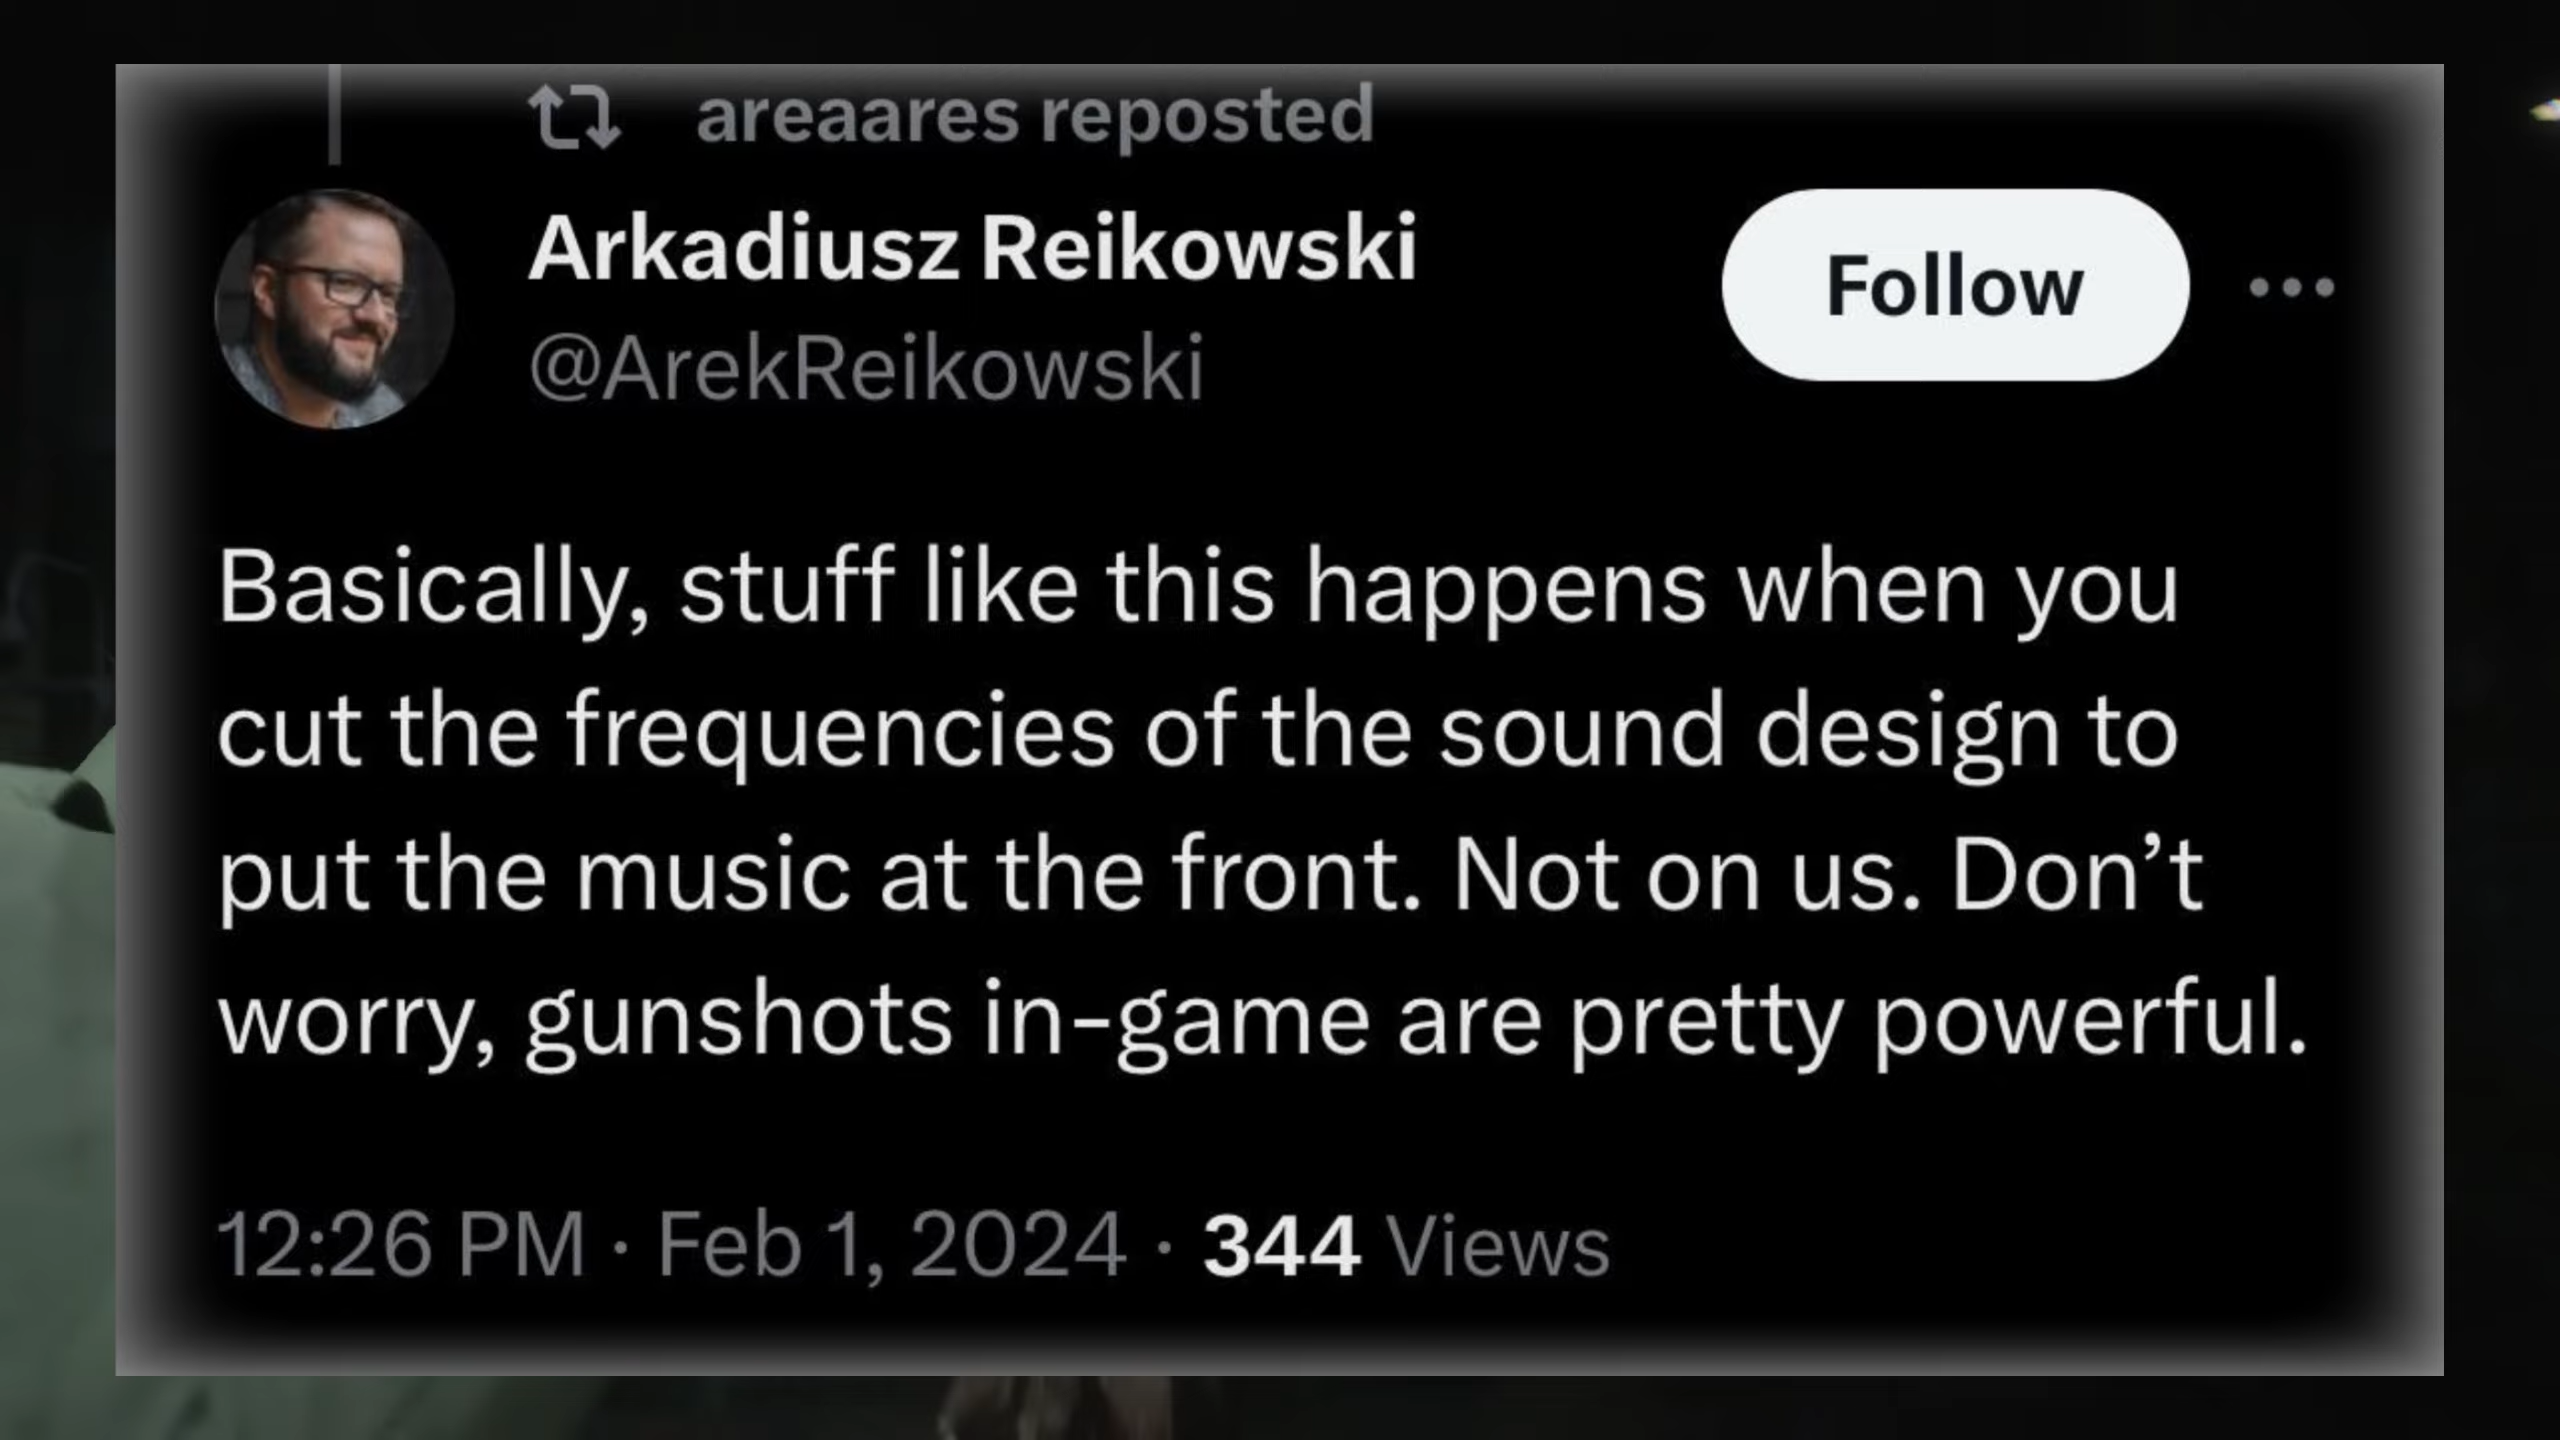 areaares reposted
Arkadiusz Reikowski
Follow
@ArekReikowski
Basically, stuff like this happens when you
cut the frequencies of the sound design to
put the music at the front. Not on us. Don’t
worry, gunshots in-game are pretty powerful.
12:26 PM · Feb 1, 2024 · 344 Views